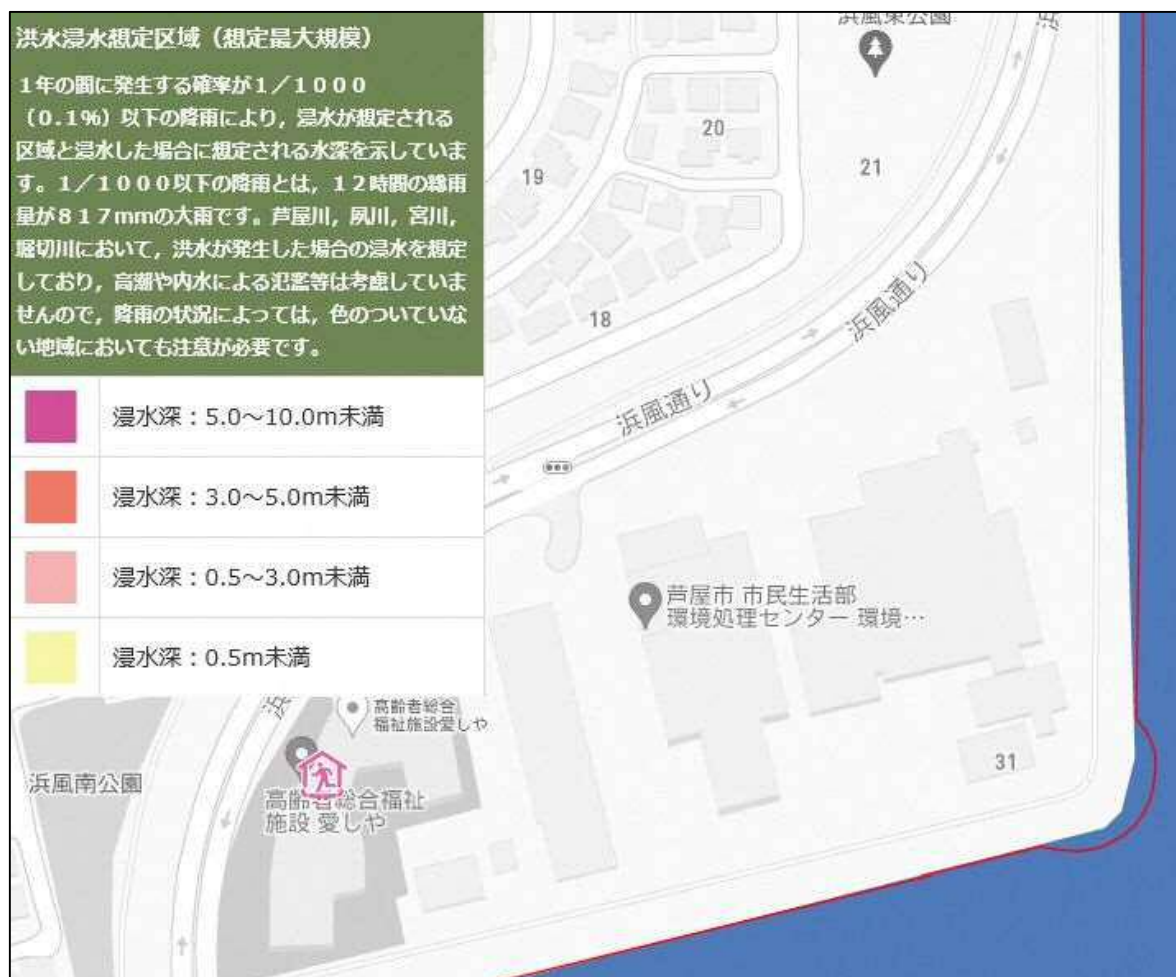 洪水浸水想定区域（想定最大規模）
１年の間に発生する確率が１／１０００
（０.１%）以下の降雨により，浸水が想定される
区域と浸水した場合に想定される水深を示していま
す。１／１０００以下の降雨とは，１２時間の総雨
量が８１７mmの大雨です。芦屋川，夙川，宮川，
堀切川において，洪水が発生した場合の浸水を想定
しており，高潮や内水による氾濫等は考慮していま
せんので，降雨の状況によっては，色のついていな
い地域においても注意が必要です。
浸水深：5.0～10.0m未満
浸水深：3.0～5.0m未満
浸水深：0.5～3.0m未満
浸水深：0.5m未満
浜風東公園
浜
20
21
19
18
浜風通り
浜風通り
芦屋市 市民生活部
環境処理センター 環境…
浜
高齢者総合
福祉施設愛しや
浜風南公園
高齢者総合福祉
施設 愛しや
31